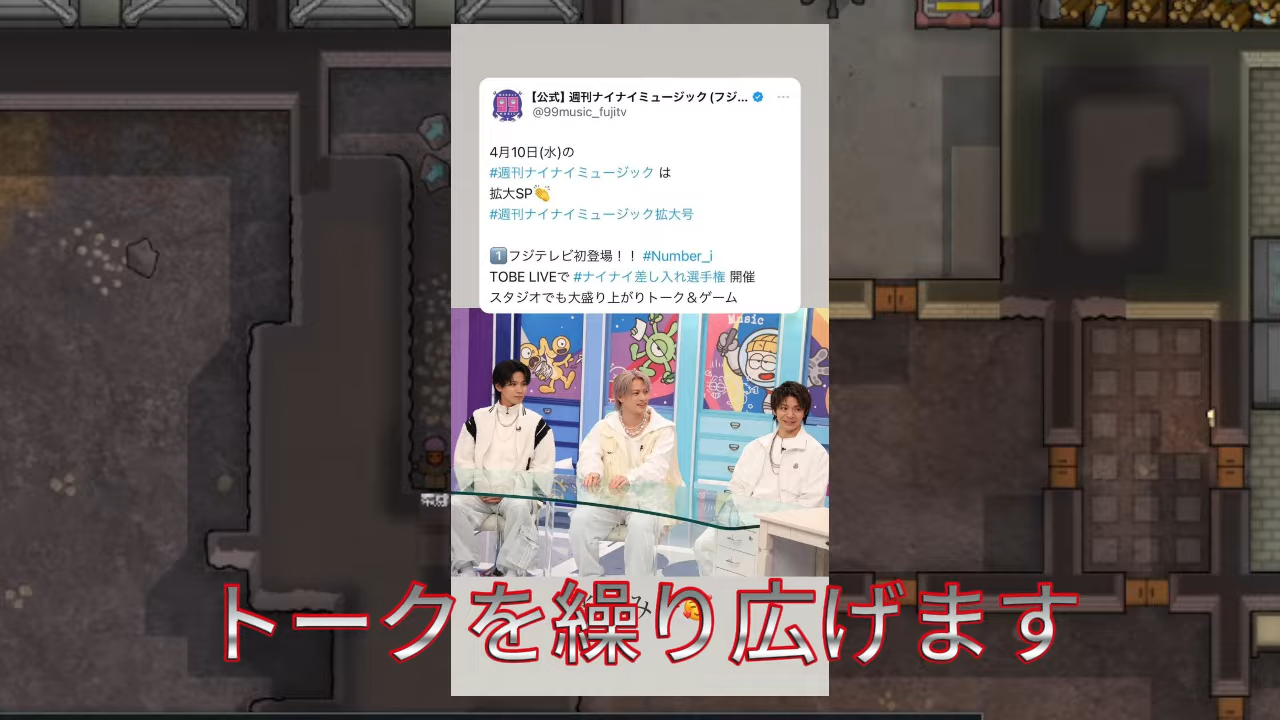 【公式】週刊ナイナイミュージック(フジ...
@99music_fujitv
4月10日(水)の
#週刊ナイナイミュージック は
拡大SP👏
#週刊ナイナイミュージック拡大号
1️⃣フジテレビ初登場！！ #Number_i
TOBE LIVEで #ナイナイ差し入れ選手権 開催
スタジオでも大盛り上がりトーク＆ゲーム
Music
トークを繰り広げます